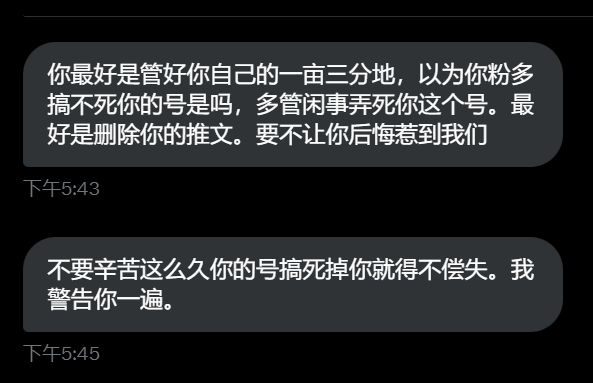 你最好是管好你自己的一亩三分地，以为你粉多
搞不死你的号是吗，多管闲事弄死你这个号。最
好是删除你的推文。要不让你后悔惹到我们
下午5:43
不要辛苦这么久你的号搞死掉你就得不偿失。我
警告你一遍。
下午5:45